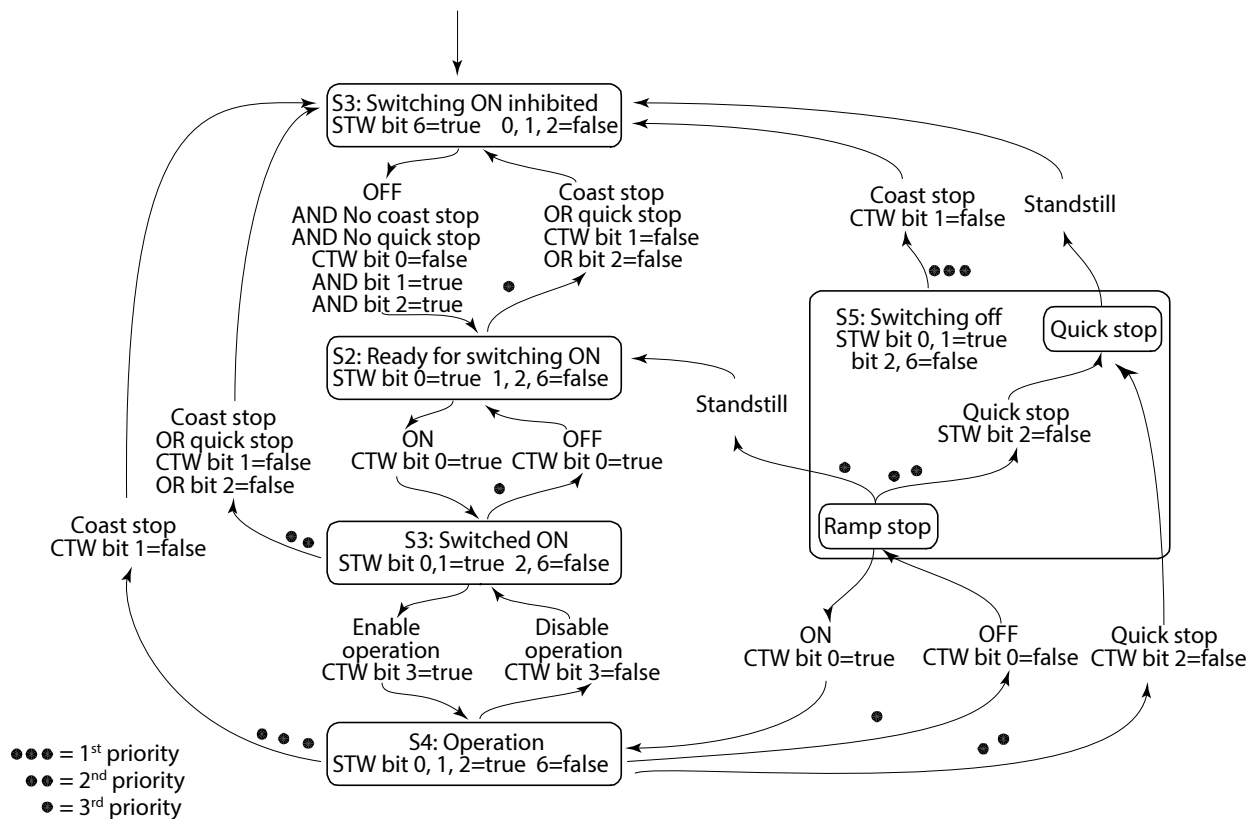 S3: Switching ON inhibited
STW bit 6=true 0, 1, 2=false
OFF
AND No coast stop
AND No quick stop
CTW bit 0=false
AND bit 1=true
AND bit 2=true
Coast stop
OR quick stop
CTW bit 1=false
OR bit 2=false
Coast stop
CTW bit 1=false
Standstill
S5: Switching off
STW bit 0, 1=true
bit 2, 6=false
Quick stop
S2: Ready for switching ON
STW bit 0=true 1, 2, 6=false
Standstill
Quick stop
STW bit 2=false
Coast stop
OR quick stop
CTW bit 1=false
OR bit 2=false
ON
CTW bit 0=true
OFF
CTW bit 0=true
Ramp stop
Coast stop
CTW bit 1=false
S3: Switched ON
STW bit 0,1=true 2, 6=false
Enable
operation
CTW bit 3=true
Disable
operation
CTW bit 3=false
ON
CTW bit 0=true
OFF
CTW bit 0=false
Quick stop
CTW bit 2=false
S4: Operation
STW bit 0, 1, 2=true 6=false
= 1st priority
= 2nd priority
= 3rd priority